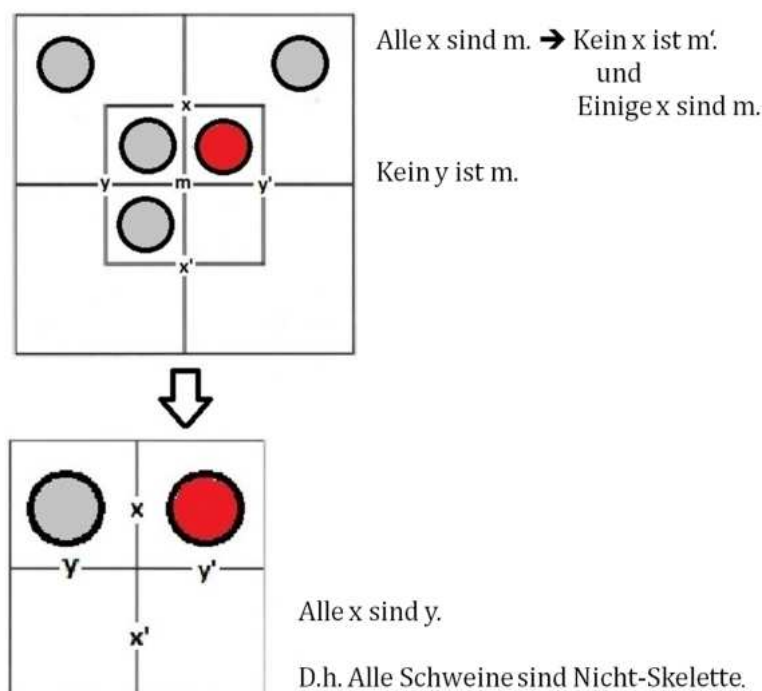 Alle x sind m. ➔ Kein x ist m‘.
und
Einige x sind m.
x
Kein y ist m.
y m y'
x'
x
y y'
x'
Alle x sind y.
D.h. Alle Schweine sind Nicht-Skelette.